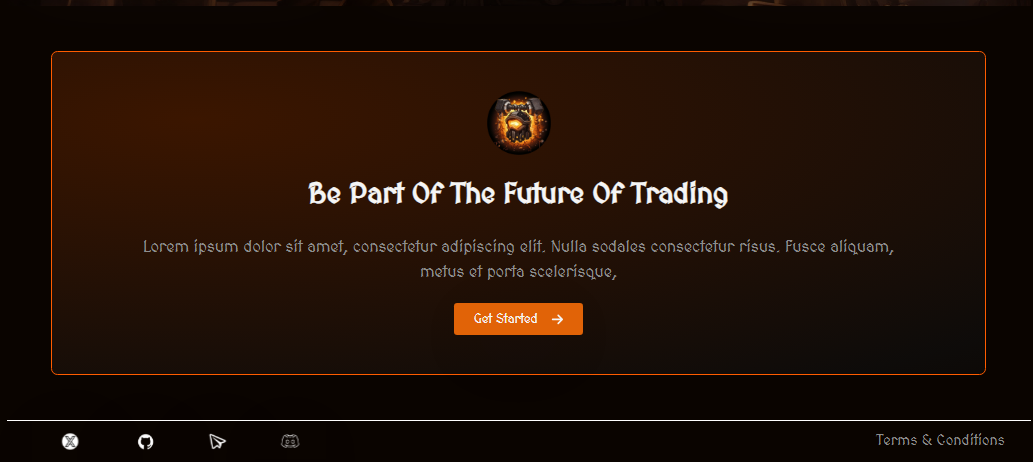 Be Part Of The Future Of Trading
Lorem ipsum dolor sit amet, consectetur adipiscing elit. Nulla sodales consectetur risus. Fusce aliquam,
metus et porta scelerisque,
Get Started
Terms & Conditions